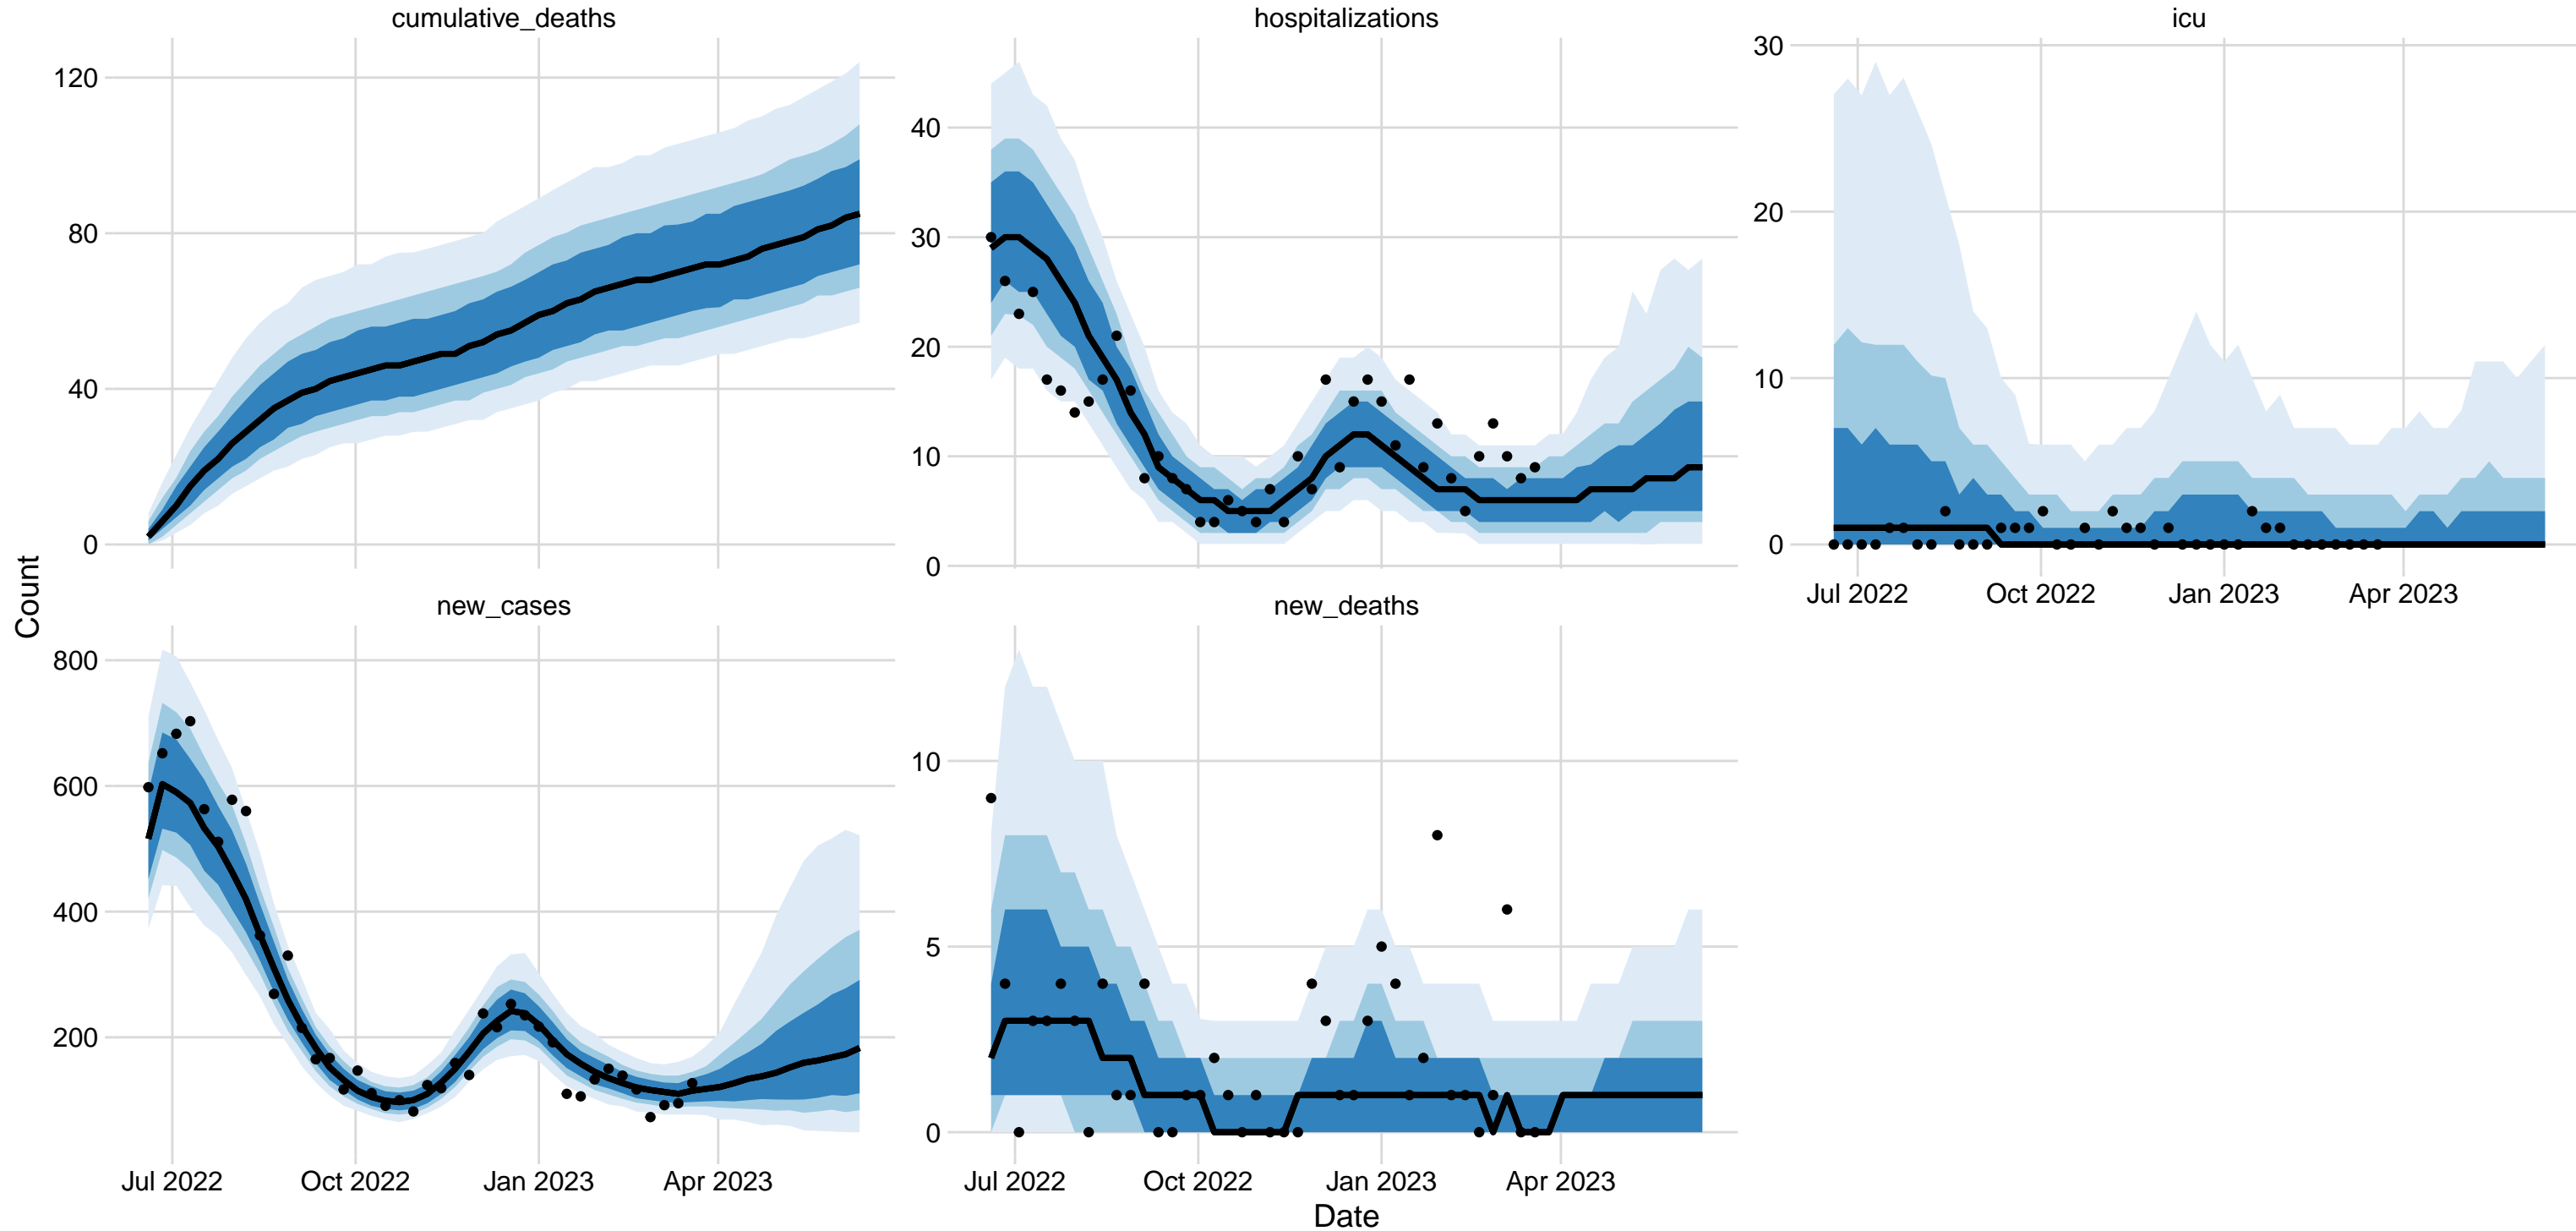 cumulative_deaths
hospitalizations
icu
120
80
40
0
40
30
20
10
0
30
20
10
0
Jul 2022 Oct 2022 Jan 2023 Apr 2023
Count
new_cases
new_deaths
800
600
400
200
10
5
0
Jul 2022 Oct 2022 Jan 2023 Apr 2023
Jul 2022 Oct 2022 Jan 2023 Apr 2023
Date